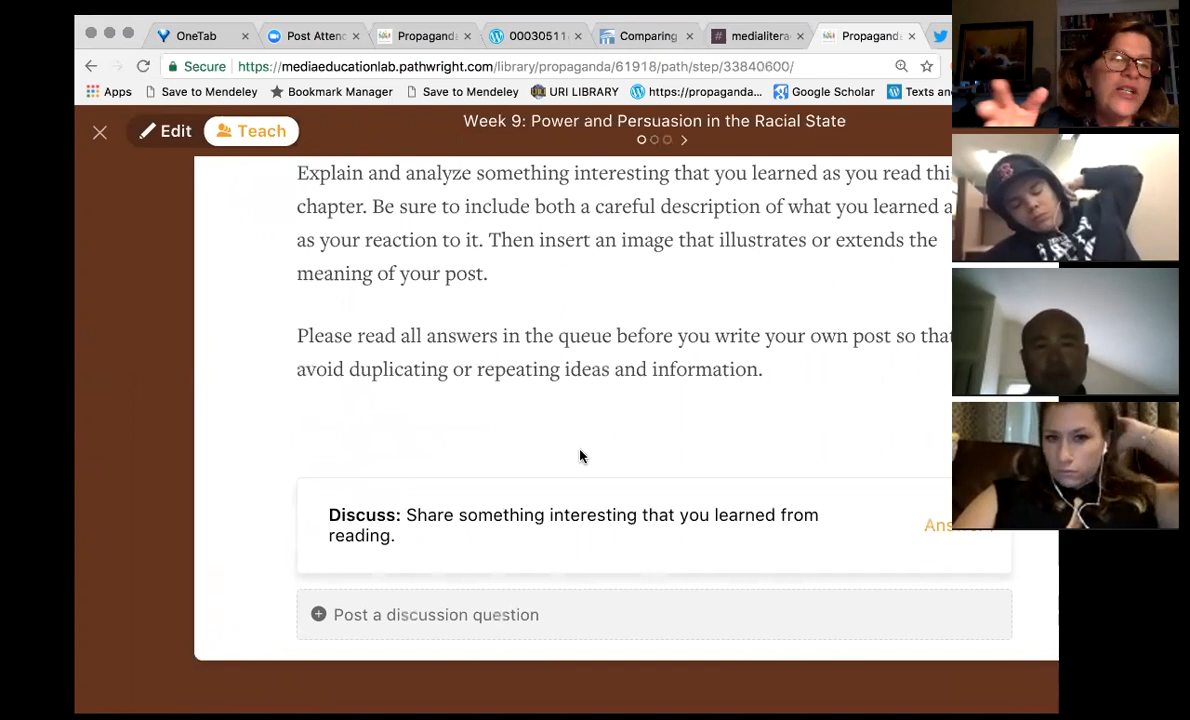 OneTab
Post Attenc
Propaganda
00030511
Comparing
medialitera
Propaganda
Secure https://mediaeducationlab.pathwright.com/library/propaganda/61918/path/step/33840600/
Apps Save to Mendeley Bookmark Manager Save to Mendeley URI LIBRARY https://propaganda... Google Scholar Texts and
Edit Teach
Week 9: Power and Persuasion in the Racial State
Explain and analyze something interesting that you learned as you read thi
chapter. Be sure to include both a careful description of what you learned a
as your reaction to it. Then insert an image that illustrates or extends the
meaning of your post.
Please read all answers in the queue before you write your own post so that
avoid duplicating or repeating ideas and information.
Discuss: Share something interesting that you learned from
reading.
Post a discussion question
B